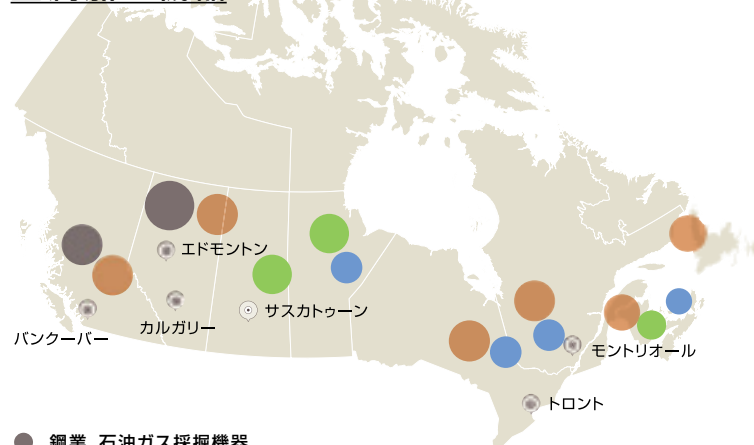 エドモントン
サスカトゥーン
カルガリー
バンクーバー
モントリオール
トロント
鋼業、石油ガス採掘機器